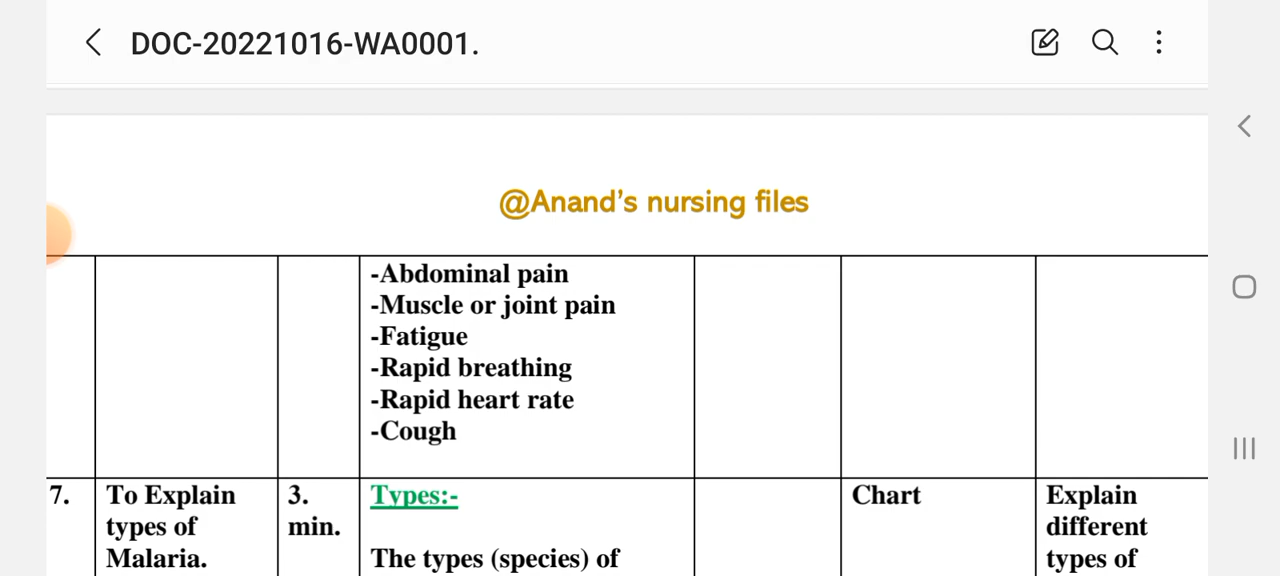 DOC-20221016-WA0001.
@Anand's nursing files
-Abdominal pain
-Muscle or joint pain
-Fatigue
-Rapid breathing
-Rapid heart rate
-Cough
7.
To Explain
types of
Malaria.
3.
min.
Types:-
The types (species) of
Chart
Explain
different
types of